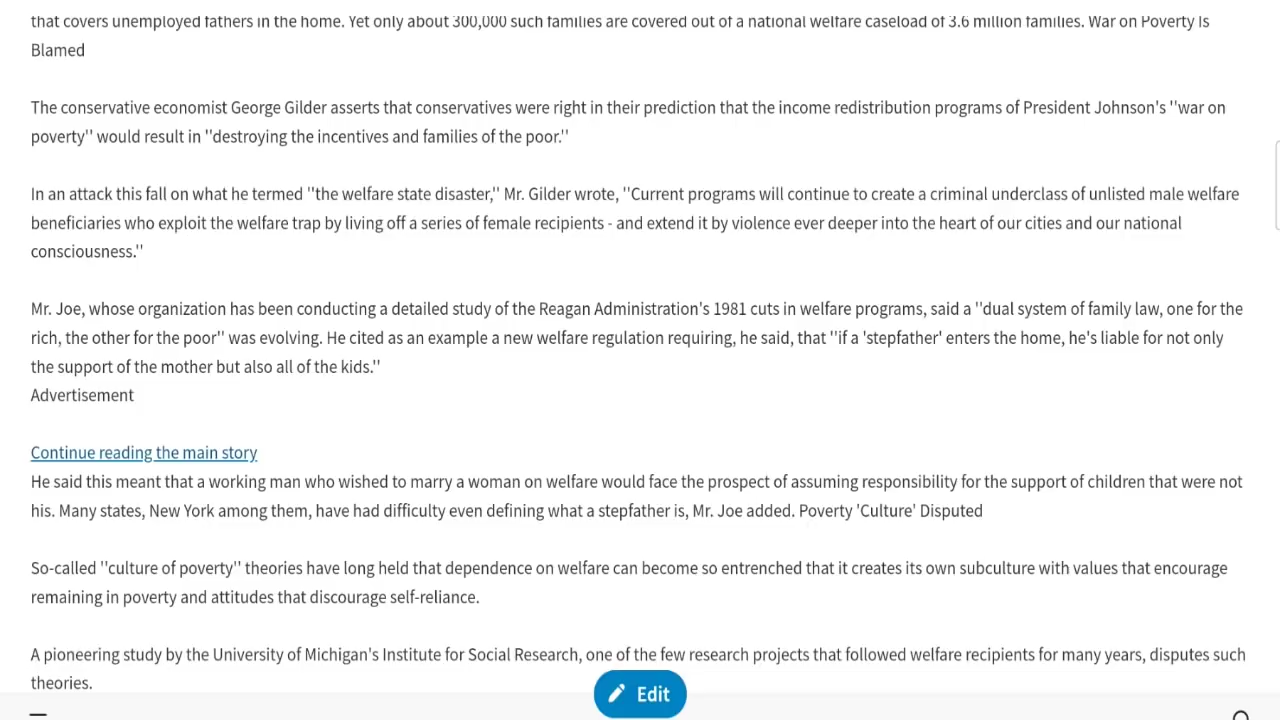 that covers unemployed fathers in the home. Yet only about 300,000 such families are covered out of a national welfare caseload of 3.6 million families. War on Poverty Is
Blamed
The conservative economist George Gilder asserts that conservatives were right in their prediction that the income redistribution programs of President Johnson's ''war on
poverty'' would result in ''destroying the incentives and families of the poor.''
In an attack this fall on what he termed ''the welfare state disaster,'' Mr. Gilder wrote, ''Current programs will continue to create a criminal underclass of unlisted male welfare
beneficiaries who exploit the welfare trap by living off a series of female recipients - and extend it by violence ever deeper into the heart of our cities and our national
consciousness.''
Mr. Joe, whose organization has been conducting a detailed study of the Reagan Administration's 1981 cuts in welfare programs, said a ''dual system of family law, one for the
rich, the other for the poor'' was evolving. He cited as an example a new welfare regulation requiring, he said, that ''if a 'stepfather' enters the home, he's liable for not only
the support of the mother but also all of the kids.''
Advertisement
Continue reading the main story
He said this meant that a working man who wished to marry a woman on welfare would face the prospect of assuming responsibility for the support of children that were not
his. Many states, New York among them, have had difficulty even defining what a stepfather is, Mr. Joe added. Poverty 'Culture' Disputed
So-called ''culture of poverty'' theories have long held that dependence on welfare can become so entrenched that it creates its own subculture with values that encourage
remaining in poverty and attitudes that discourage self-reliance.
A pioneering study by the University of Michigan's Institute for Social Research, one of the few research projects that followed welfare recipients for many years, disputes such
theories.
Edit